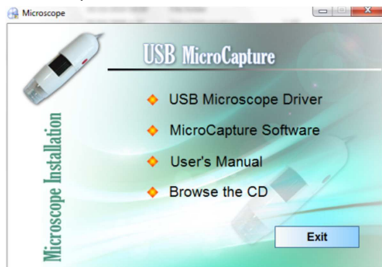 Microscope
USB MicroCapture
USB Microscope Driver
MicroCapture Software
User's Manual
Browse the CD
Microscope Installation
Exit